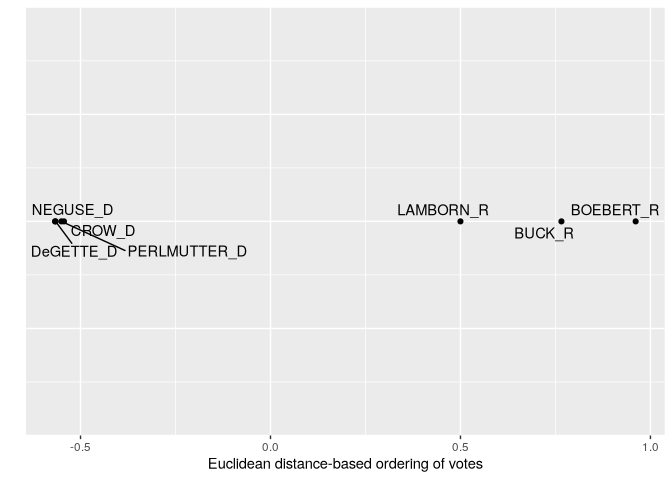 NEGUSE_D
LAMBORN_R
BOEBERT_R
CROW_D
BUCK_R
DeGETTE_D
PERLMUTTER_D
-0.5
0.0
0.5
1.0
Euclidean distance-based ordering of votes